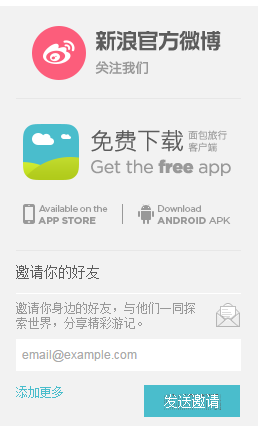 新浪官方微博
关注我们
免费下载 面包旅行
客户端
Get the free app
Available on the
APP STORE
Download
ANDROID APK
邀请你的好友
邀请你身边的好友，与他们一同探
索世界，分享精彩游记。
email@example.com
添加更多
发送邀请